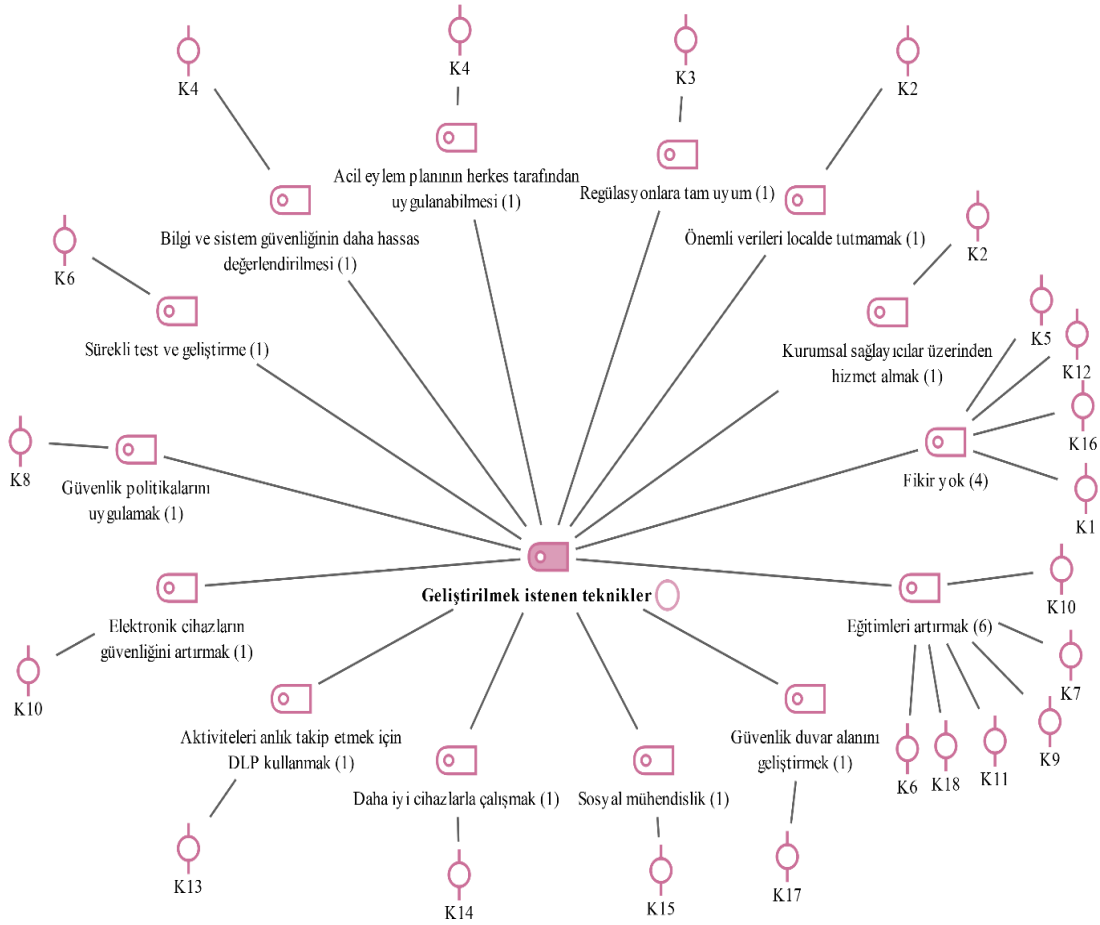 K4
K4
K3
K2
Acil eylem planının herkes tarafından
uygulanabilmesi (1)
Regülasyonlara tam uyum (1)
Bilgi ve sistem güvenliğinin daha hassas
değerlendirilmesi (1)
Önemli verileri localde tutmamak (1)
K2
K6
Sürekli test ve geliştirme (1)
Kurumsal sağlayıcılar üzerinden
hizmet almak (1)
K5
K12
K16
K1
Fikir yok (4)
K8
Güvenlik politikalarını
uygulamak (1)
Geliştirilmek istenen teknikler
Elektronik cihazların
güvenliğini artırmak (1)
K10
Eğitimleri artırmak (6)
K10
K7
K9
K11
K18
K6
Aktiviteleri anlık takip etmek için
DLP kullanmak (1)
K13
Daha iyi cihazlarla çalışmak (1)
K14
Sosyal mühendislik (1)
K15
Güvenlik duvar alanını
geliştirmek (1)
K17